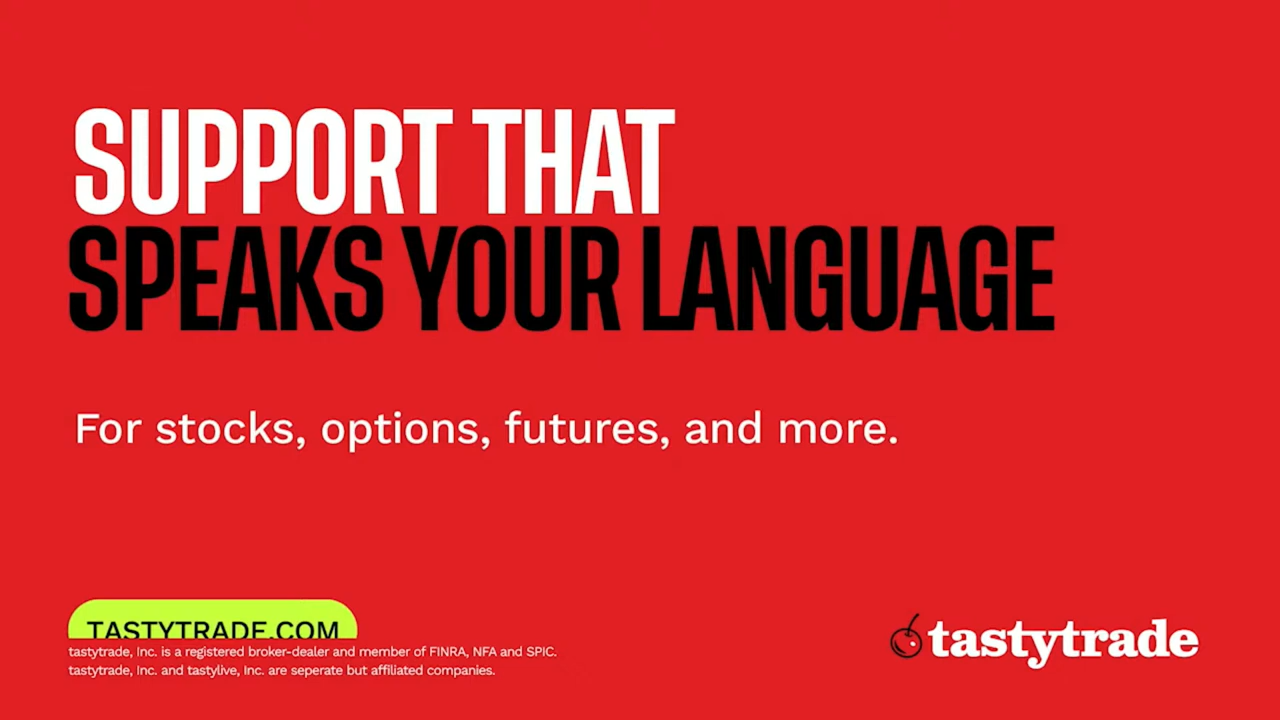 SUPPORT THAT
SPEAKS YOUR LANGUAGE
For stocks, options, futures, and more.
TASTYTRADE.COM
tastytrade, Inc. is a registered broker-dealer and member of FINRA, NFA and SPIC.
tastytrade, Inc. and tastylive, Inc. are seperate but affiliated companies.
tastytrade